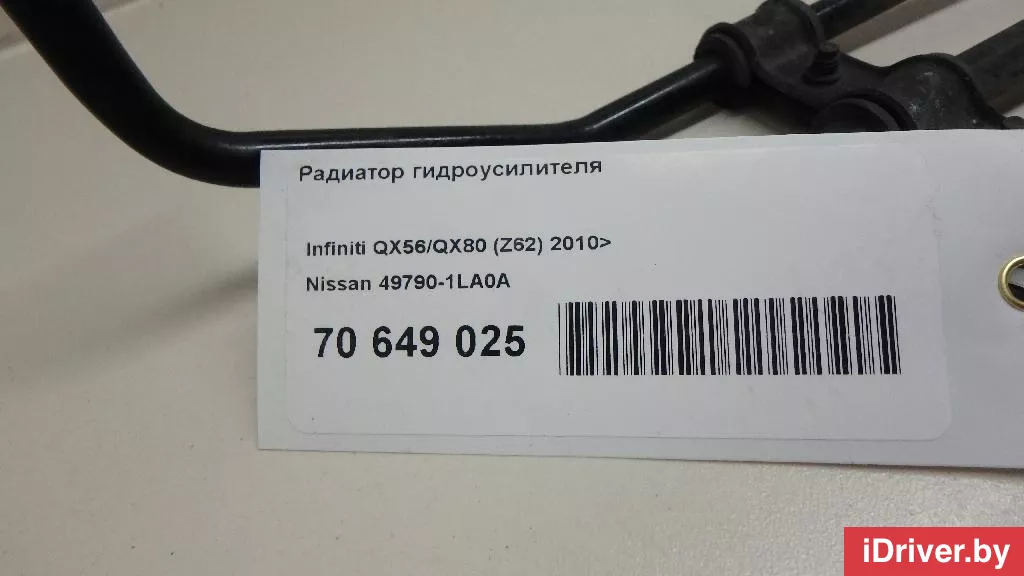 Радиатор гидроусилителя
Infiniti QX56/QX80 (Z62) 2010>
Nissan 49790-1LA0A
70 649 025
iDriver.by